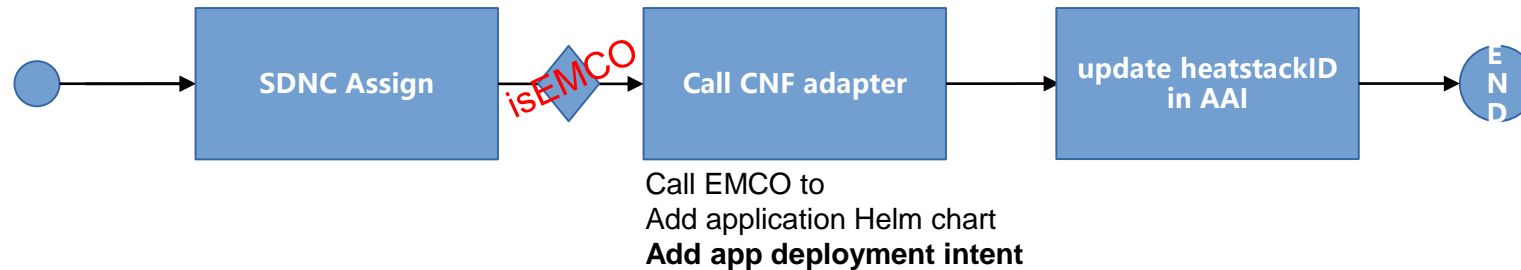 SDNC Assign
isEMCO
Call CNF adapter
update heatstackID
in AAI
E
N
D
Call EMCO to
Add application Helm chart
Add app deployment intent